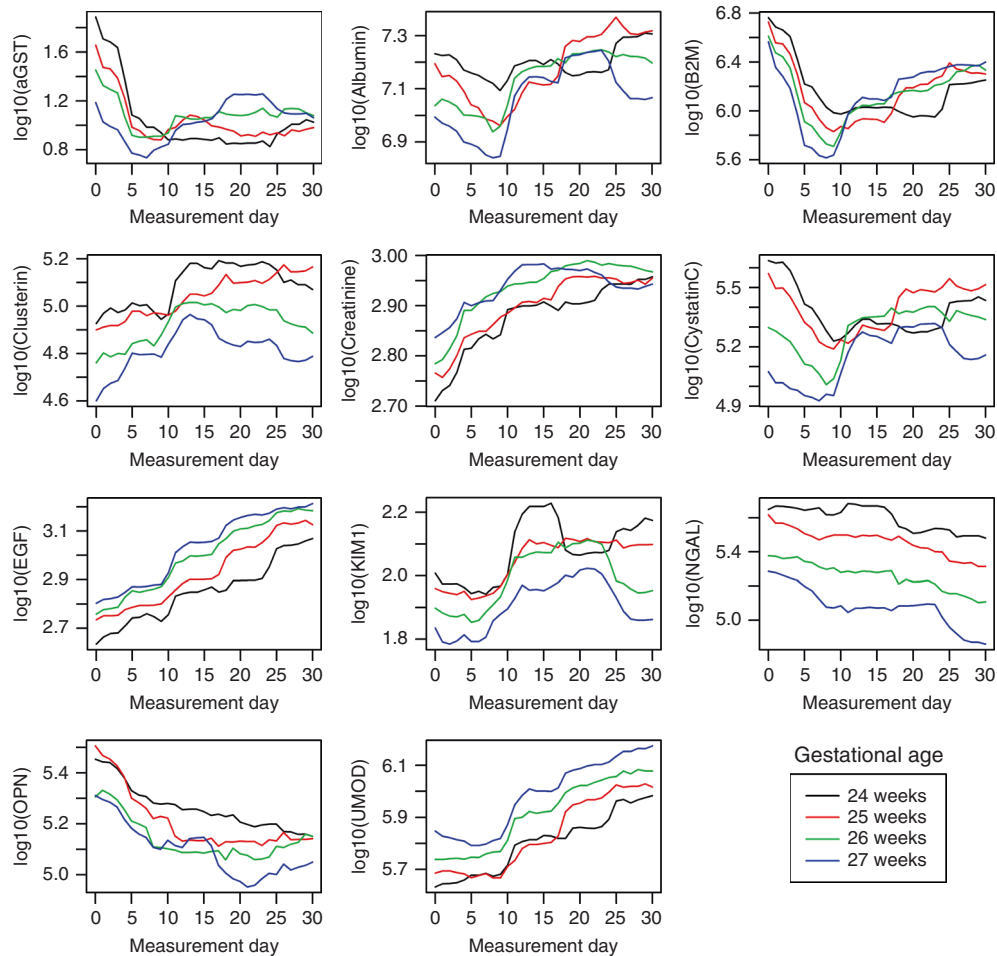 log10(aGST)
1.6
1.2
0.8
0 5 10 15 20 25 30
Measurement day
log10(Albumin)
7.3
7.1
6.9
0 5 10 15 20 25 30
Measurement day
log10(B2M)
6.8
6.4
6.0
5.6
0 5 10 15 20 25 30
Measurement day
log10(Clusterin)
5.2
5.0
4.8
4.6
0 5 10 15 20 25 30
Measurement day
log10(Creatinine)
3.00
2.90
2.80
2.70
0 5 10 15 20 25 30
Measurement day
log10(CystatinC)
5.5
5.2
4.9
0 5 10 15 20 25 30
Measurement day
log10(EGF)
3.1
2.9
2.7
0 5 10 15 20 25 30
Measurement day
log10(KIM1)
2.2
2.0
1.8
0 5 10 15 20 25 30
Measurement day
log10(NGAL)
5.4
5.0
0 5 10 15 20 25 30
Measurement day
log10(OPN)
5.4
5.2
5.0
0 5 10 15 20 25 30
Measurement day
log10(UMOD)
6.1
5.9
5.7
0 5 10 15 20 25 30
Measurement day
Gestational age
24 weeks
25 weeks
26 weeks
27 weeks